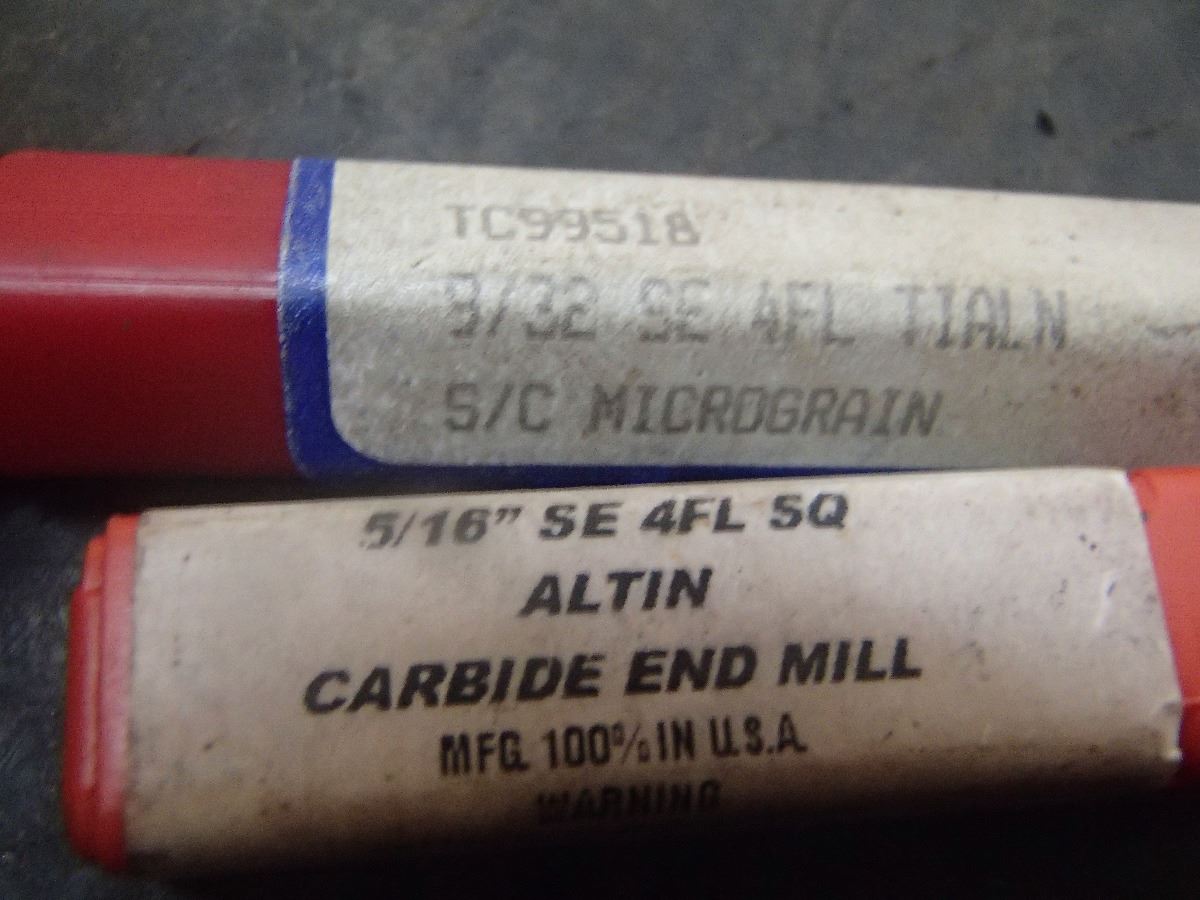 TC99518
9/32 SE 4FL TIALN
S/C MICROGRAIN
5/16" SE 4FL SQ
ALTIN
CARBIDE END MILL
MFG. 100% IN U.S.A.
WARNING